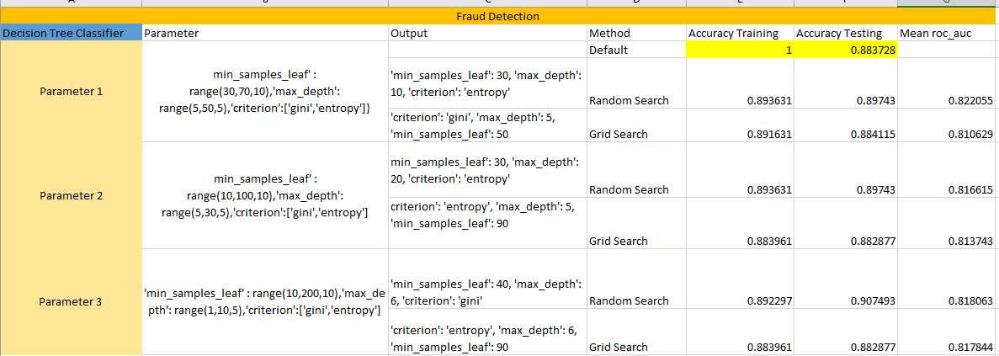 Fraud Detection
Decision Tree Classifier Parameter Output Method Accuracy Training Accuracy Testing Mean roc_auc
Default 1 0.883728
Parameter 1
min_samples_leaf' :
range(30,70,10),'max_depth':
range(5,50,5),'criterion':['gini','entropy']}
'min_samples_leaf': 30, 'max_depth':
10, 'criterion': 'entropy'
Random Search 0.893631 0.89743 0.822055
'criterion': 'gini', 'max_depth': 5,
'min_samples_leaf': 50
Grid Search 0.891631 0.884115 0.810629
Parameter 2
min_samples_leaf' :
range(10,100,10),'max_depth':
range(5,30,5),'criterion':['gini','entropy']
min_samples_leaf': 30, 'max_depth':
20, 'criterion': 'entropy'
Random Search 0.893631 0.89743 0.816615
criterion': 'entropy', 'max_depth': 5,
'min_samples_leaf': 90
Grid Search 0.883961 0.882877 0.813743
Parameter 3
'min_samples_leaf' : range(10,200,10),'max_de
pth': range(1,10,5),'criterion':['gini','entropy']
'min_samples_leaf': 40, 'max_depth':
6, 'criterion': 'gini'
Random Search 0.892297 0.907493 0.818063
'criterion': 'entropy', 'max_depth': 6,
'min_samples_leaf': 90
Grid Search 0.883961 0.882877 0.817844